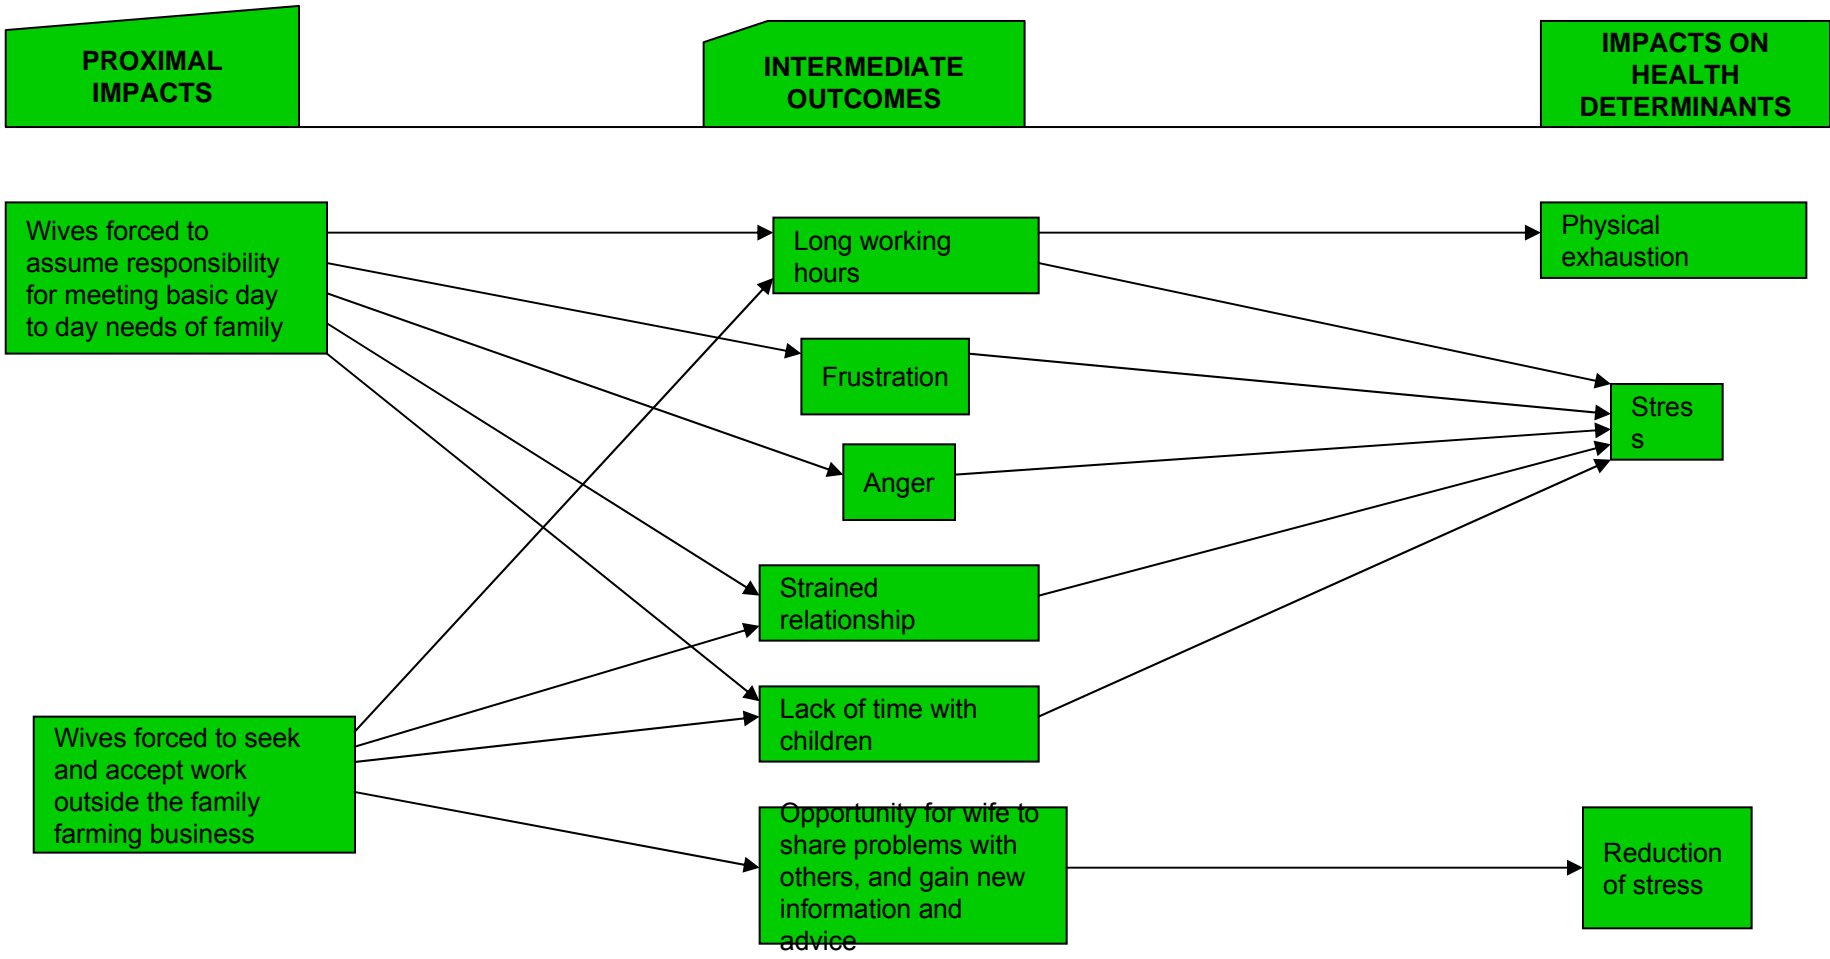 PROXIMAL
IMPACTS
INTERMEDIATE
OUTCOMES
IMPACTS ON
HEALTH
DETERMINANTS
Wives forced to
assume responsibility
for meeting basic day
to day needs of family
Long working
hours
Physical
exhaustion
Frustration
Stres
s
Anger
Strained
relationship
Lack of time with
children
Wives forced to seek
and accept work
outside the family
farming business
Opportunity for wife to
share problems with
others, and gain new
information and
advice
Reduction
of stress